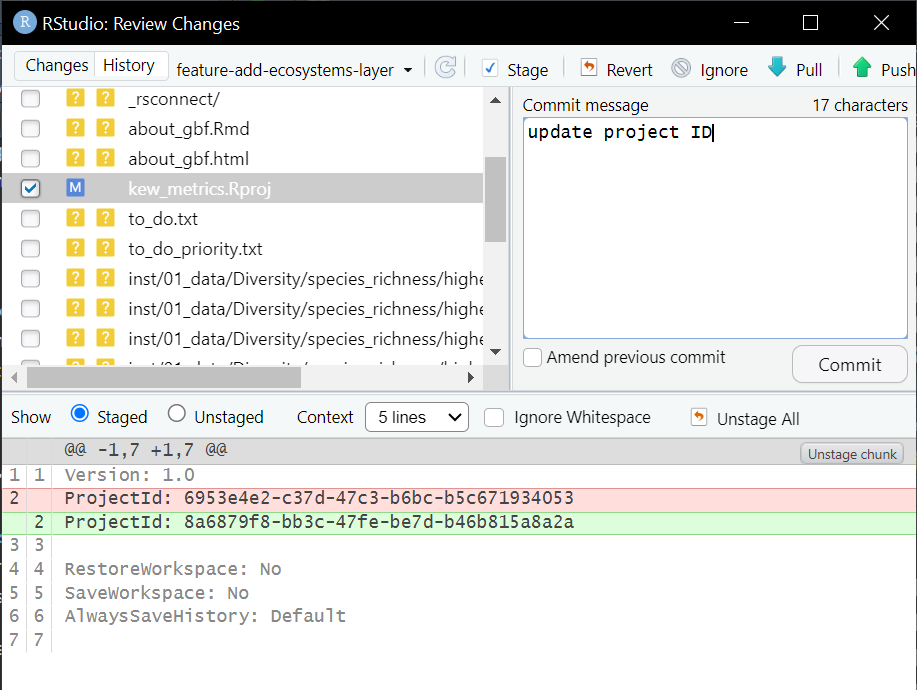 R RStudio: Review Changes
Changes History feature-add-ecosystems-layer Stage Revert Ignore Pull Push
? ? _rsconnect/
? ? about_gbf.Rmd
? ? about_gbf.html
M kew_metrics.Rproj
? ? to_do.txt
? ? to_do_priority.txt
? ? inst/01_data/Diversity/species_richness/highe
? ? inst/01_data/Diversity/species_richness/highe
? ? inst/01_data/Diversity/species_richness/highe
Commit message 17 characters
update project ID
Amend previous commit Commit
Show Staged Unstaged Context 5 lines Ignore Whitespace Unstage All
@@ -1,7 +1,7 @@ Unstage chunk
1 1 Version: 1.0
2 ProjectId: 6953e4e2-c37d-47c3-b6bc-b5c671934053
2 ProjectId: 8a6879f8-bb3c-47fe-be7d-b46b815a8a2a
3 3
4 4 RestoreWorkspace: No
5 5 SaveWorkspace: No
6 6 AlwaysSaveHistory: Default
7 7